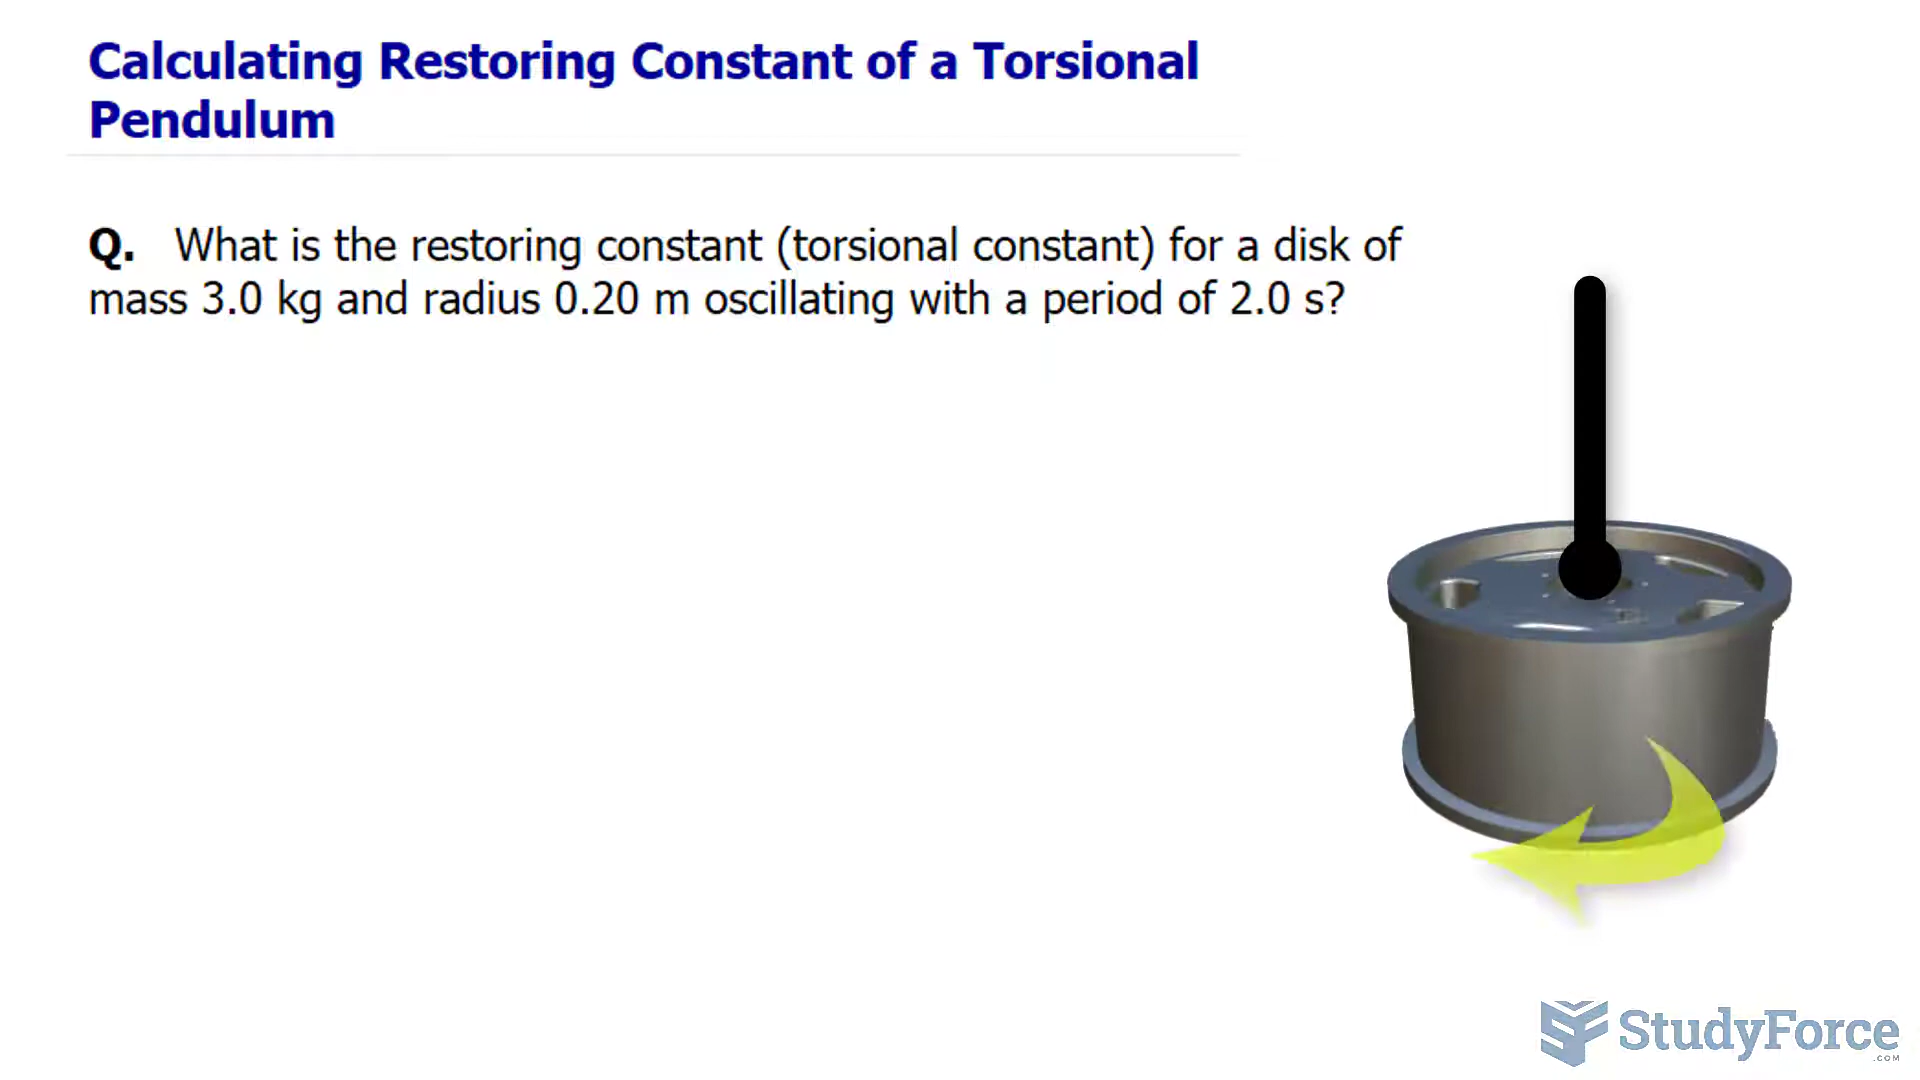 Calculating Restoring Constant of a Torsional
Pendulum
Q. What is the restoring constant (torsional constant) for a disk of
mass 3.0 kg and radius 0.20 m oscillating with a period of 2.0 s?
StudyForce
.COM